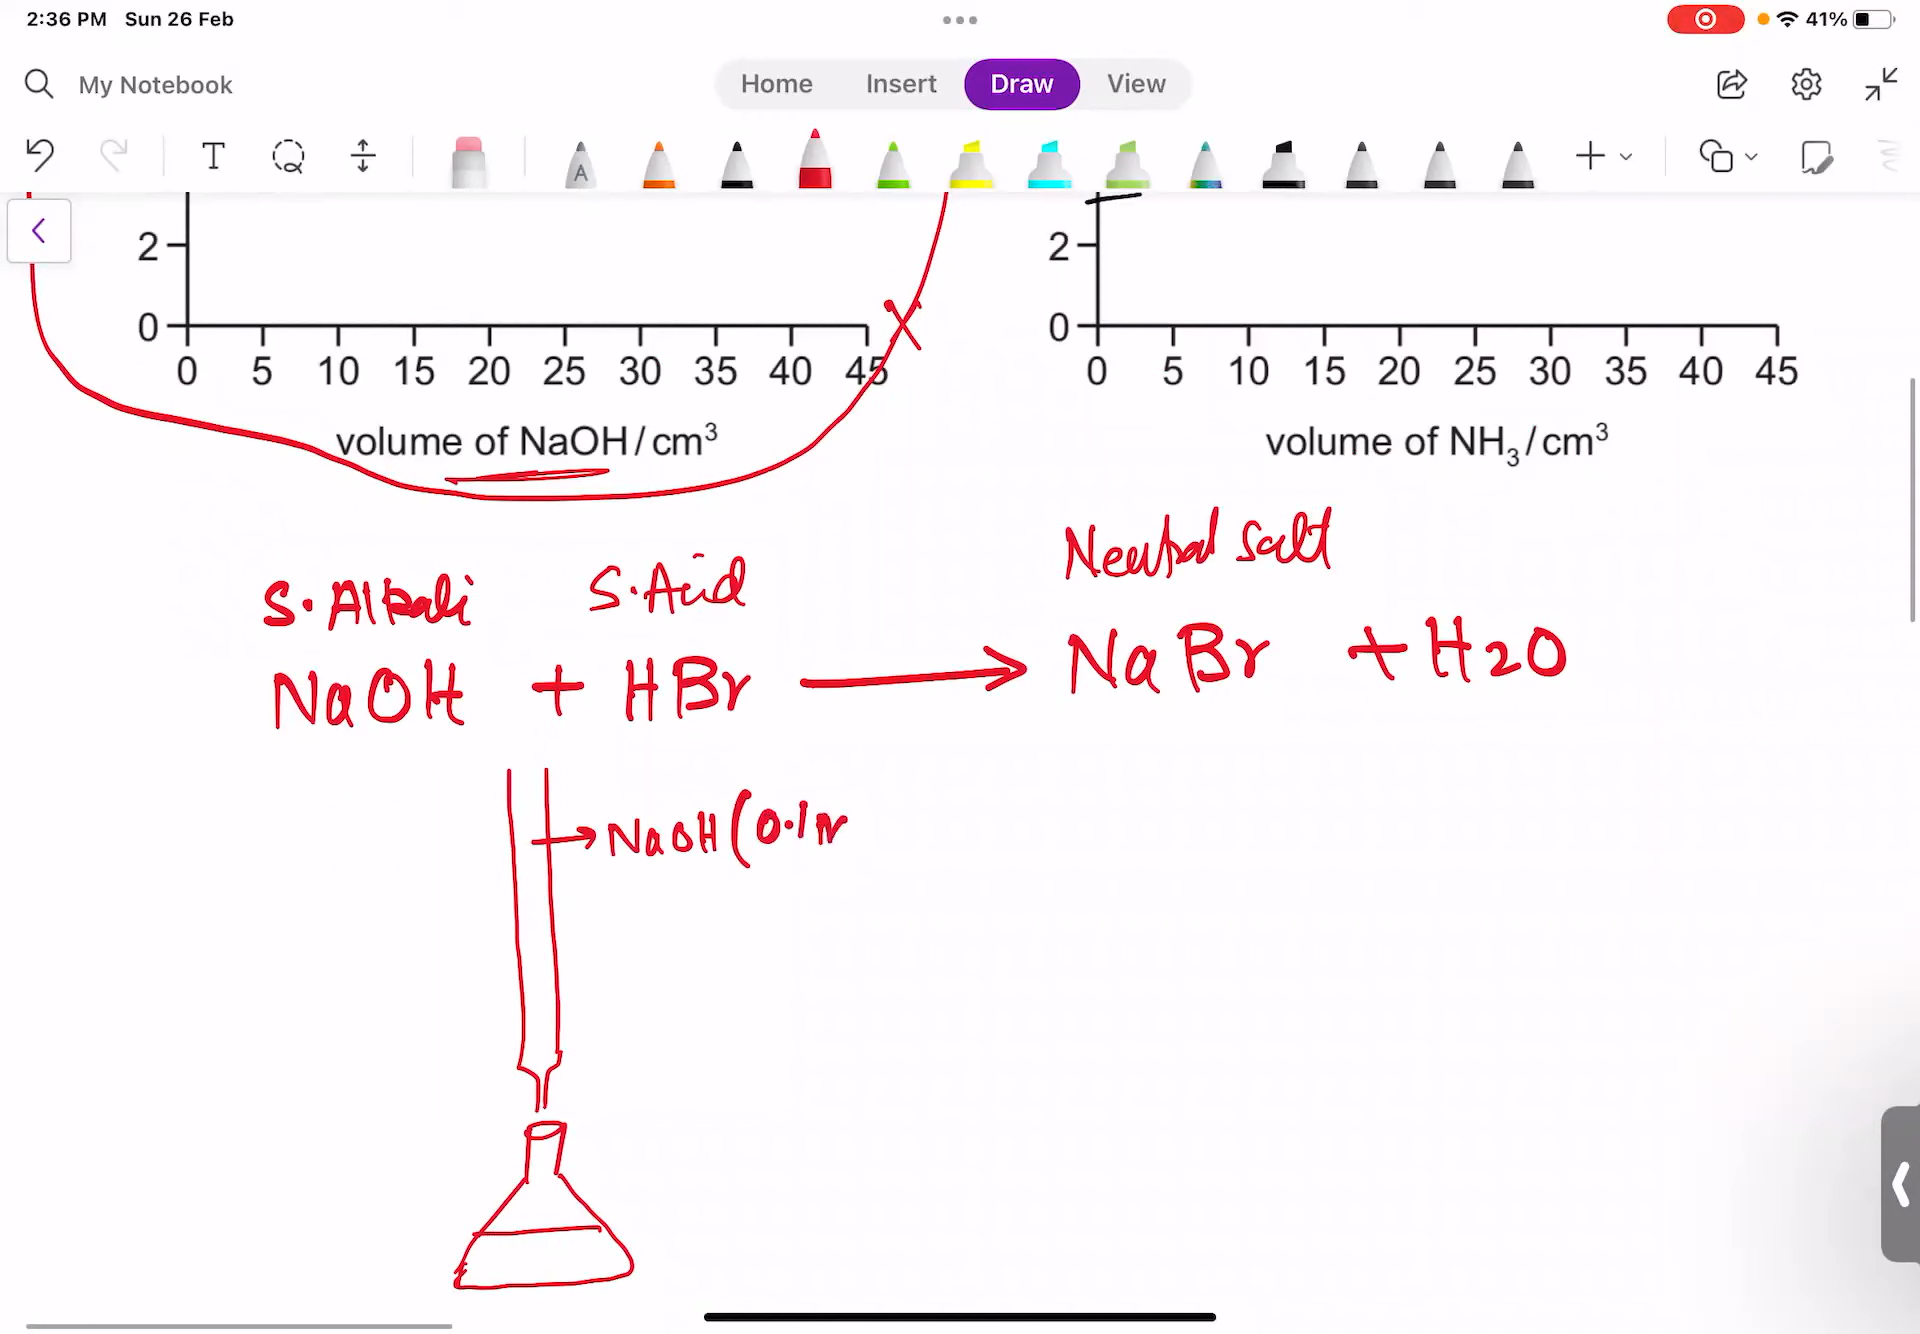 2:36 PM Sun 26 Feb
41%
My Notebook
Home Insert Draw View
T
A
2
0
0 5 10 15 20 25 30 35 40 45
volume of NaOH/cm³
2
0
0 5 10 15 20 25 30 35 40 45
volume of NH₃/cm³
S.Alkali S.Acid Neutral Salt
NaOH + HBr → NaBr + H2O
→ NaOH (0.1